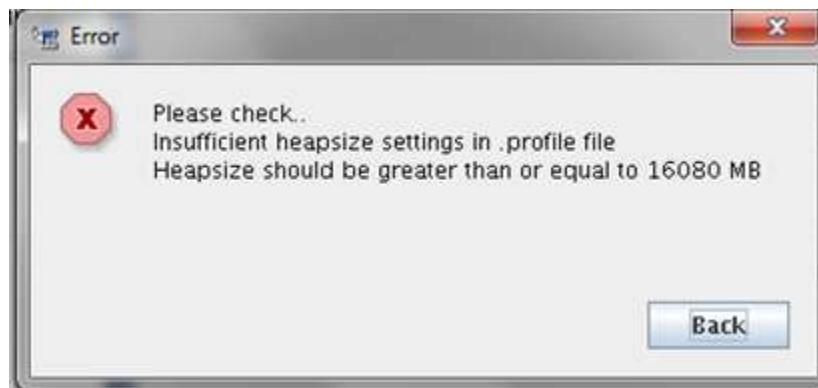 Error
Please check..
Insufficient heapsize settings in .profile file
Heapsize should be greater than or equal to 16080 MB
Back